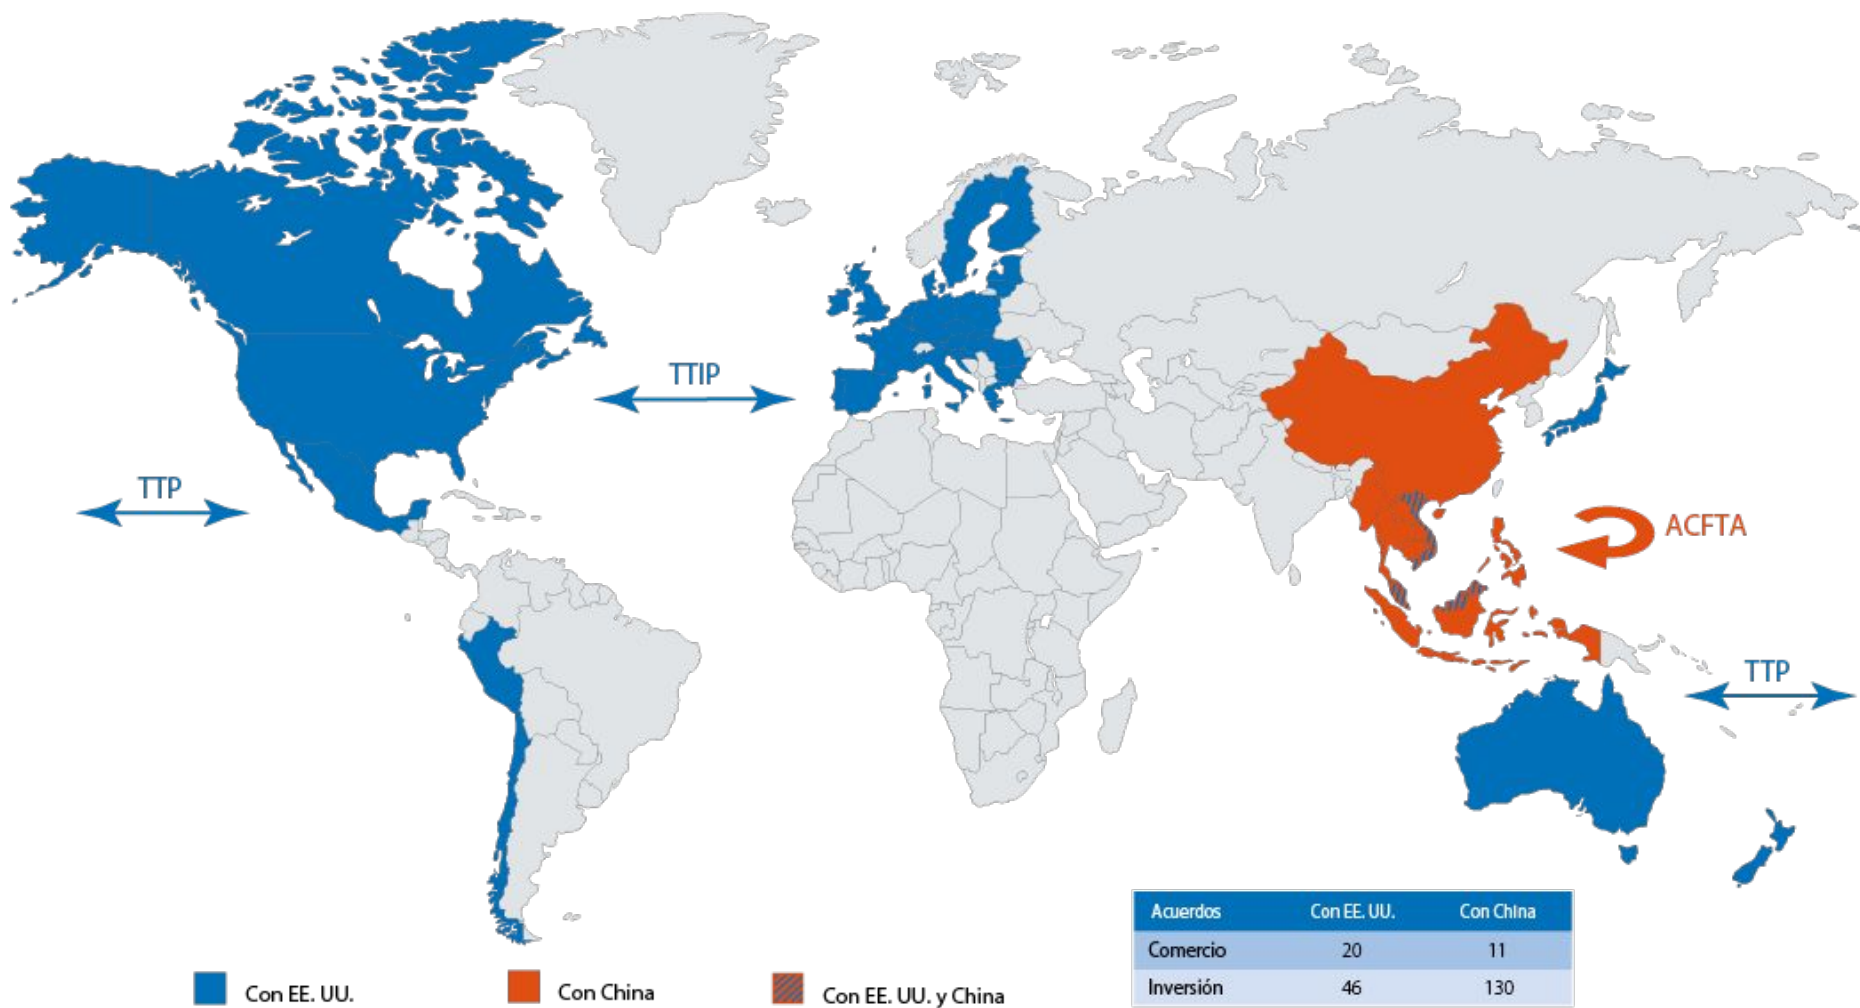 TTIP
TTP
ACFTA
TTP
Acuerdos Con EE. UU. Con China
Comercio 20 11
Inversión 46 130
Con EE. UU.
Con China
Con EE. UU. y China